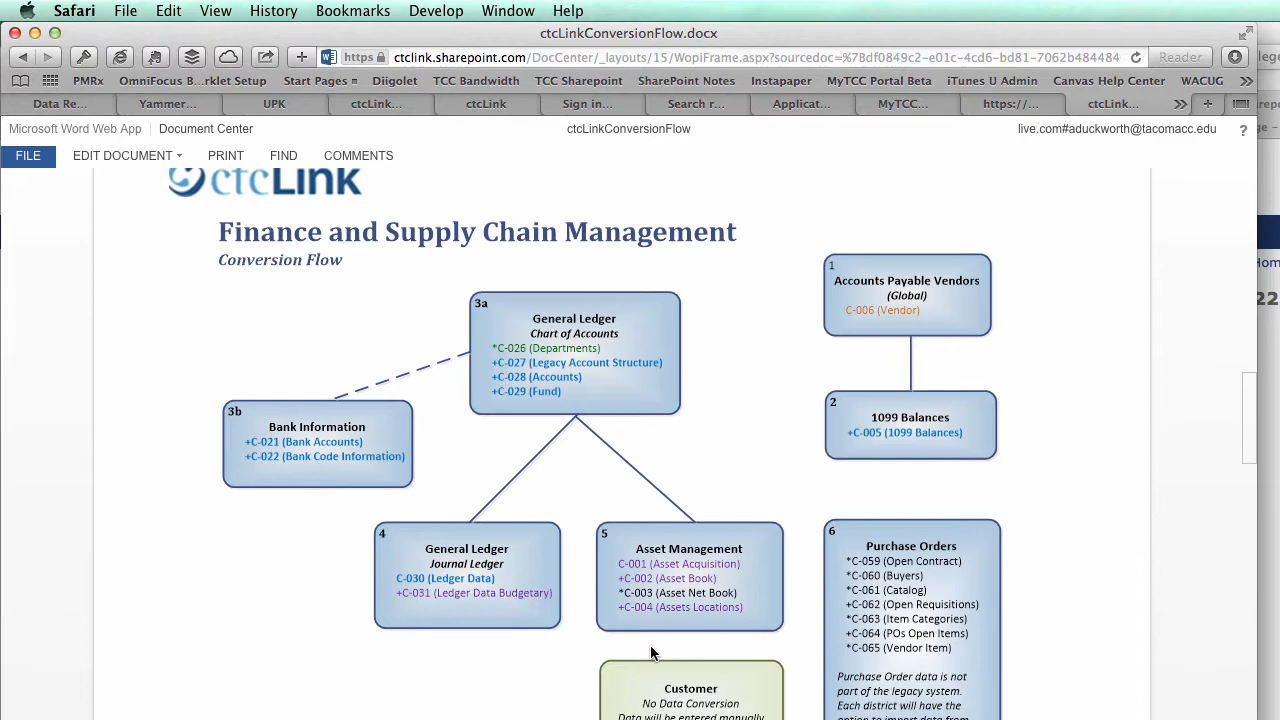 Safari File Edit View History Bookmarks Develop Window Help
ctcLinkConversionFlow.docx
https ctclink.sharepoint.com/DocCenter/_layouts/15/WopiFrame.aspx?sourcedoc=%7Bdf0849c2-e01c-4cd6-bd81-7062b484484 Reader
PMRx OmniFocus B...rklet Setup Start Pages Diigolet TCC Bandwidth TCC Sharepoint SharePoint Notes Instapaper MyTCC Portal Beta iTunes U Admin Canvas Help Center WACUG
Data Re... Yammer... UPK ctcLink... ctcLink Sign in... Search r... Applicat... MyTCC... https://... ctcLink...
Microsoft Word Web App Document Center ctcLinkConversionFlow live.com#aduckworth@tacomacc.edu ?
FILE EDIT DOCUMENT PRINT FIND COMMENTS
ctcLink
Finance and Supply Chain Management
Conversion Flow
1
Accounts Payable Vendors
(Global)
C-006 (Vendor)
3a
General Ledger
Chart of Accounts
*C-026 (Departments)
+C-027 (Legacy Account Structure)
+C-028 (Accounts)
+C-029 (Fund)
3b
Bank Information
+C-021 (Bank Accounts)
+C-022 (Bank Code Information)
2
1099 Balances
+C-005 (1099 Balances)
4
General Ledger
Journal Ledger
C-030 (Ledger Data)
+C-031 (Ledger Data Budgetary)
5
Asset Management
C-001 (Asset Acquisition)
+C-002 (Asset Book)
*C-003 (Asset Net Book)
+C-004 (Assets Locations)
6
Purchase Orders
*C-059 (Open Contract)
*C-060 (Buyers)
*C-061 (Catalog)
+C-062 (Open Requisitions)
*C-063 (Item Categories)
+C-064 (POs Open Items)
*C-065 (Vendor Item)
Purchase Order data is not
part of the legacy system.
Each district will have the
option to import data from
Customer
No Data Conversion
Data will be entered manually